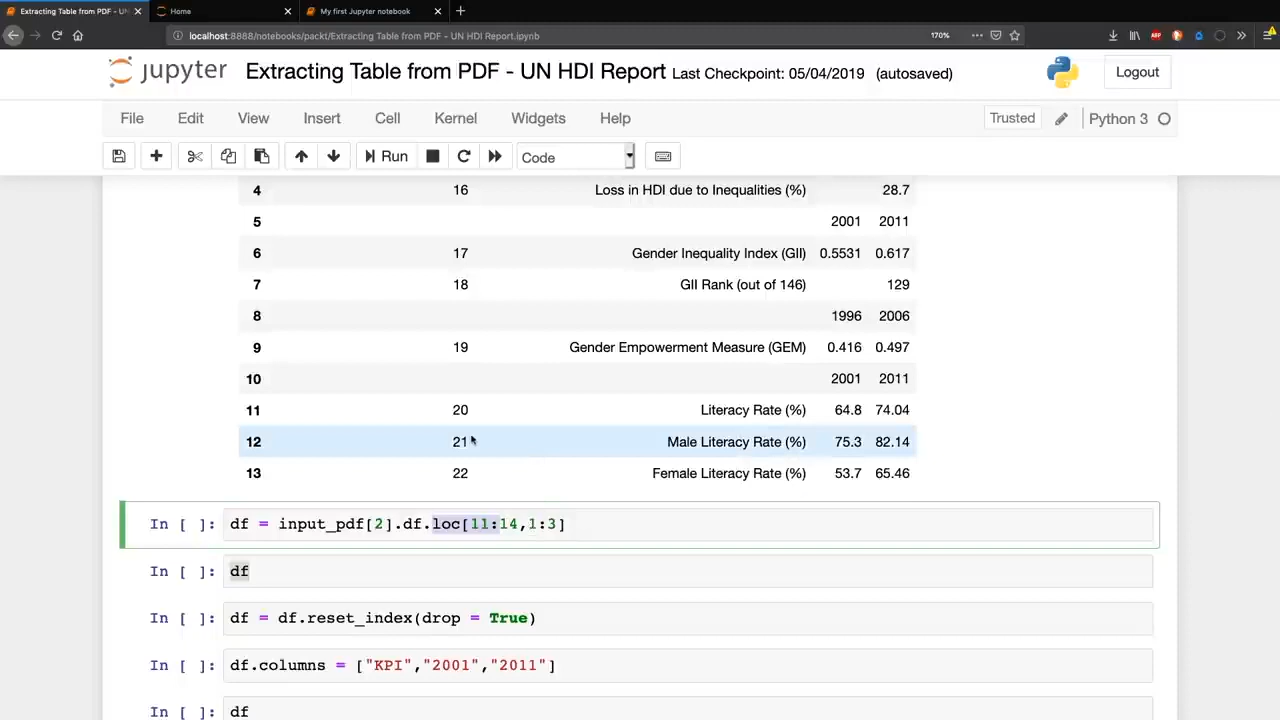 Extracting Table from PDF - UN
Home
My first Jupyter notebook
localhost:8888/notebooks/packt/Extracting Table from PDF - UN HDI Report.ipynb
170%
ABP
jupyter Extracting Table from PDF - UN HDI Report Last Checkpoint: 05/04/2019 (autosaved)
Logout
File Edit View Insert Cell Kernel Widgets Help
Trusted
Python 3
Run
Code
4 16 Loss in HDI due to Inequalities (%) 28.7
5 2001 2011
6 17 Gender Inequality Index (GII) 0.5531 0.617
7 18 GII Rank (out of 146) 129
8 1996 2006
9 19 Gender Empowerment Measure (GEM) 0.416 0.497
10 2001 2011
11 20 Literacy Rate (%) 64.8 74.04
12 21 Male Literacy Rate (%) 75.3 82.14
13 22 Female Literacy Rate (%) 53.7 65.46
In [ ]: df = input_pdf[2].df.loc[11:14,1:3]
In [ ]: df
In [ ]: df = df.reset_index(drop = True)
In [ ]: df.columns = ["KPI","2001","2011"]
In [ ]: df